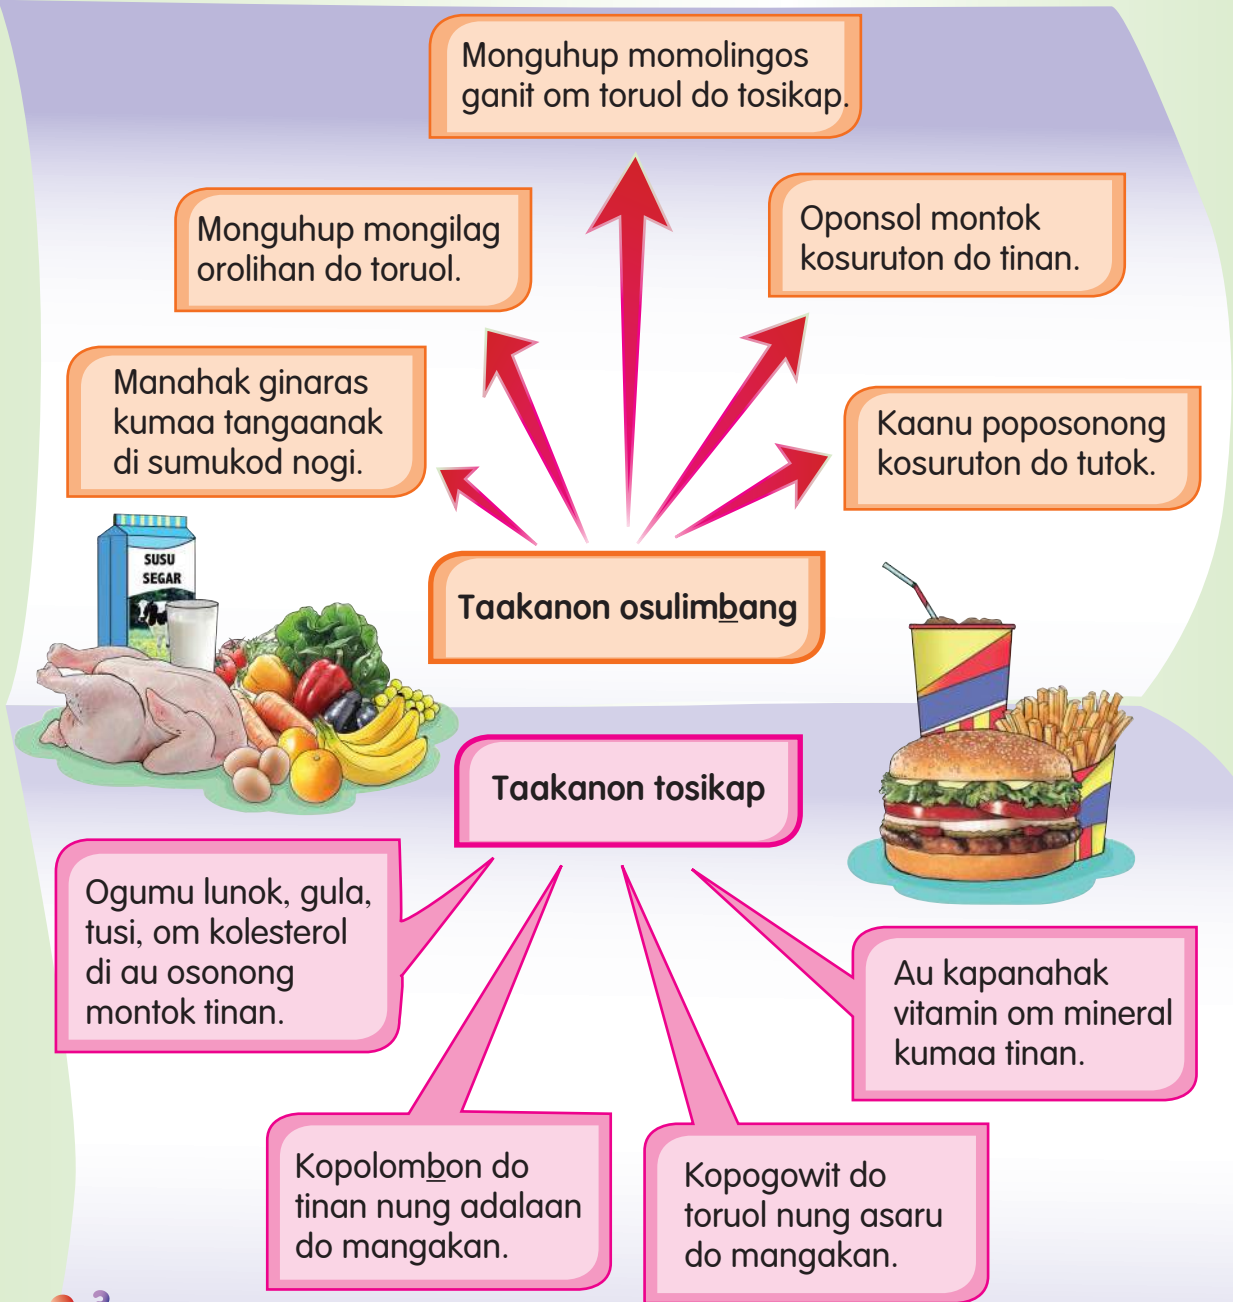 Monguhup momolingos
ganit om toruol do tosikap.
Monguhup mongilag
orolihan do toruol.
Oponsol montok
kosuruton do tinan.
Manahak ginaras
kumaa tangaanak
di sumukod nogi.
Kaanu poposonong
kosuruton do tutok.
SUSU
SEGAR
Taakanon osulimbang
Taakanon tosikap
Ogumu lunok, gula,
tusi, om kolesterol
di au osonong
montok tinan.
Au kapanahak
vitamin om mineral
kumaa tinan.
Kopolombon do
tinan nung adalaan
do mangakan.
Kopogowit do
toruol nung asaru
do mangakan.